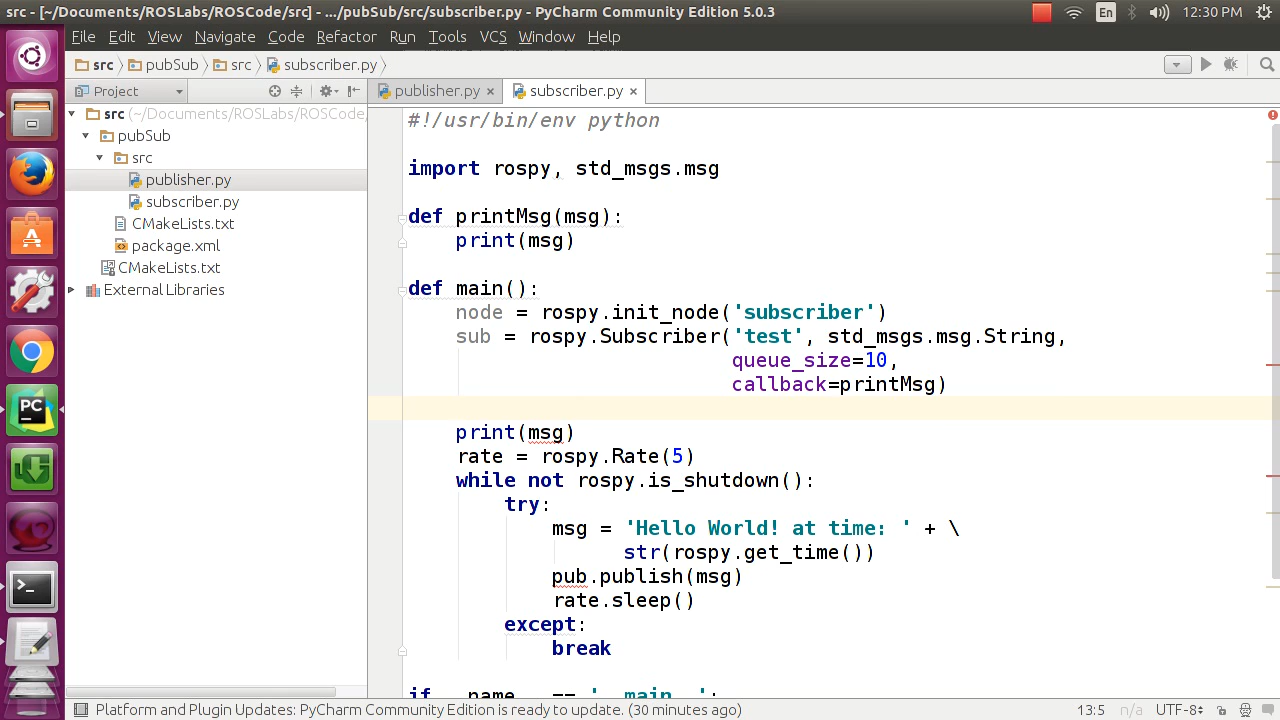 src - [~/Documents/ROSLabs/ROSCode/src] - .../pubSub/src/subscriber.py - PyCharm Community Edition 5.0.3
En
12:30 PM
File Edit View Navigate Code Refactor Run Tools VCS Window Help
src pubSub src subscriber.py
Project
publisher.py
subscriber.py
src (~/Documents/ROSLabs/ROSCode/
pubSub
src
publisher.py
subscriber.py
CMakeLists.txt
package.xml
CMakeLists.txt
External Libraries
PC
#!/usr/bin/env python
import rospy, std_msgs.msg
def printMsg(msg):
    print(msg)
def main():
    node = rospy.init_node('subscriber')
    sub = rospy.Subscriber('test', std_msgs.msg.String,
                           queue_size=10,
                           callback=printMsg)
    print(msg)
    rate = rospy.Rate(5)
    while not rospy.is_shutdown():
        try:
            msg = 'Hello World! at time: ' + \
                  str(rospy.get_time())
            pub.publish(msg)
            rate.sleep()
        except:
            break
if __name__ == '__main__':
Platform and Plugin Updates: PyCharm Community Edition is ready to update. (30 minutes ago)
13:5 n/a UTF-8